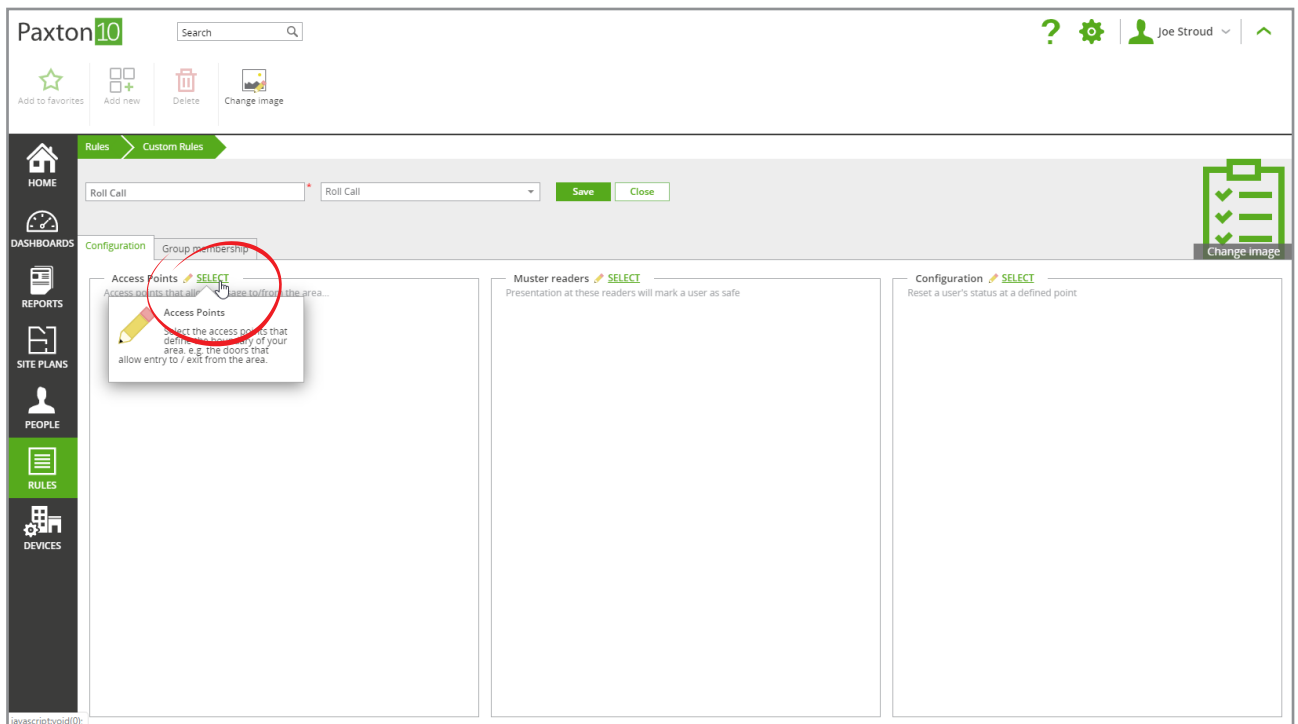 Paxton10
Search
Joe Stroud
Add to favorites
Add new
Delete
Change image
Rules
Custom Rules
HOME
Roll Call
*
Roll Call
Save
Close
DASHBOARDS
Configuration
Group membership
Change image
Access Points SELECT
Access points that allow passage to/from the area...
Muster readers SELECT
Presentation at these readers will mark a user as safe
Configuration SELECT
Reset a user's status at a defined point
Access Points
Select the access points that
define the boundary of your
area. e.g. the doors that
allow entry to / exit from the area.
REPORTS
SITE PLANS
PEOPLE
RULES
DEVICES
javascript:void(0);